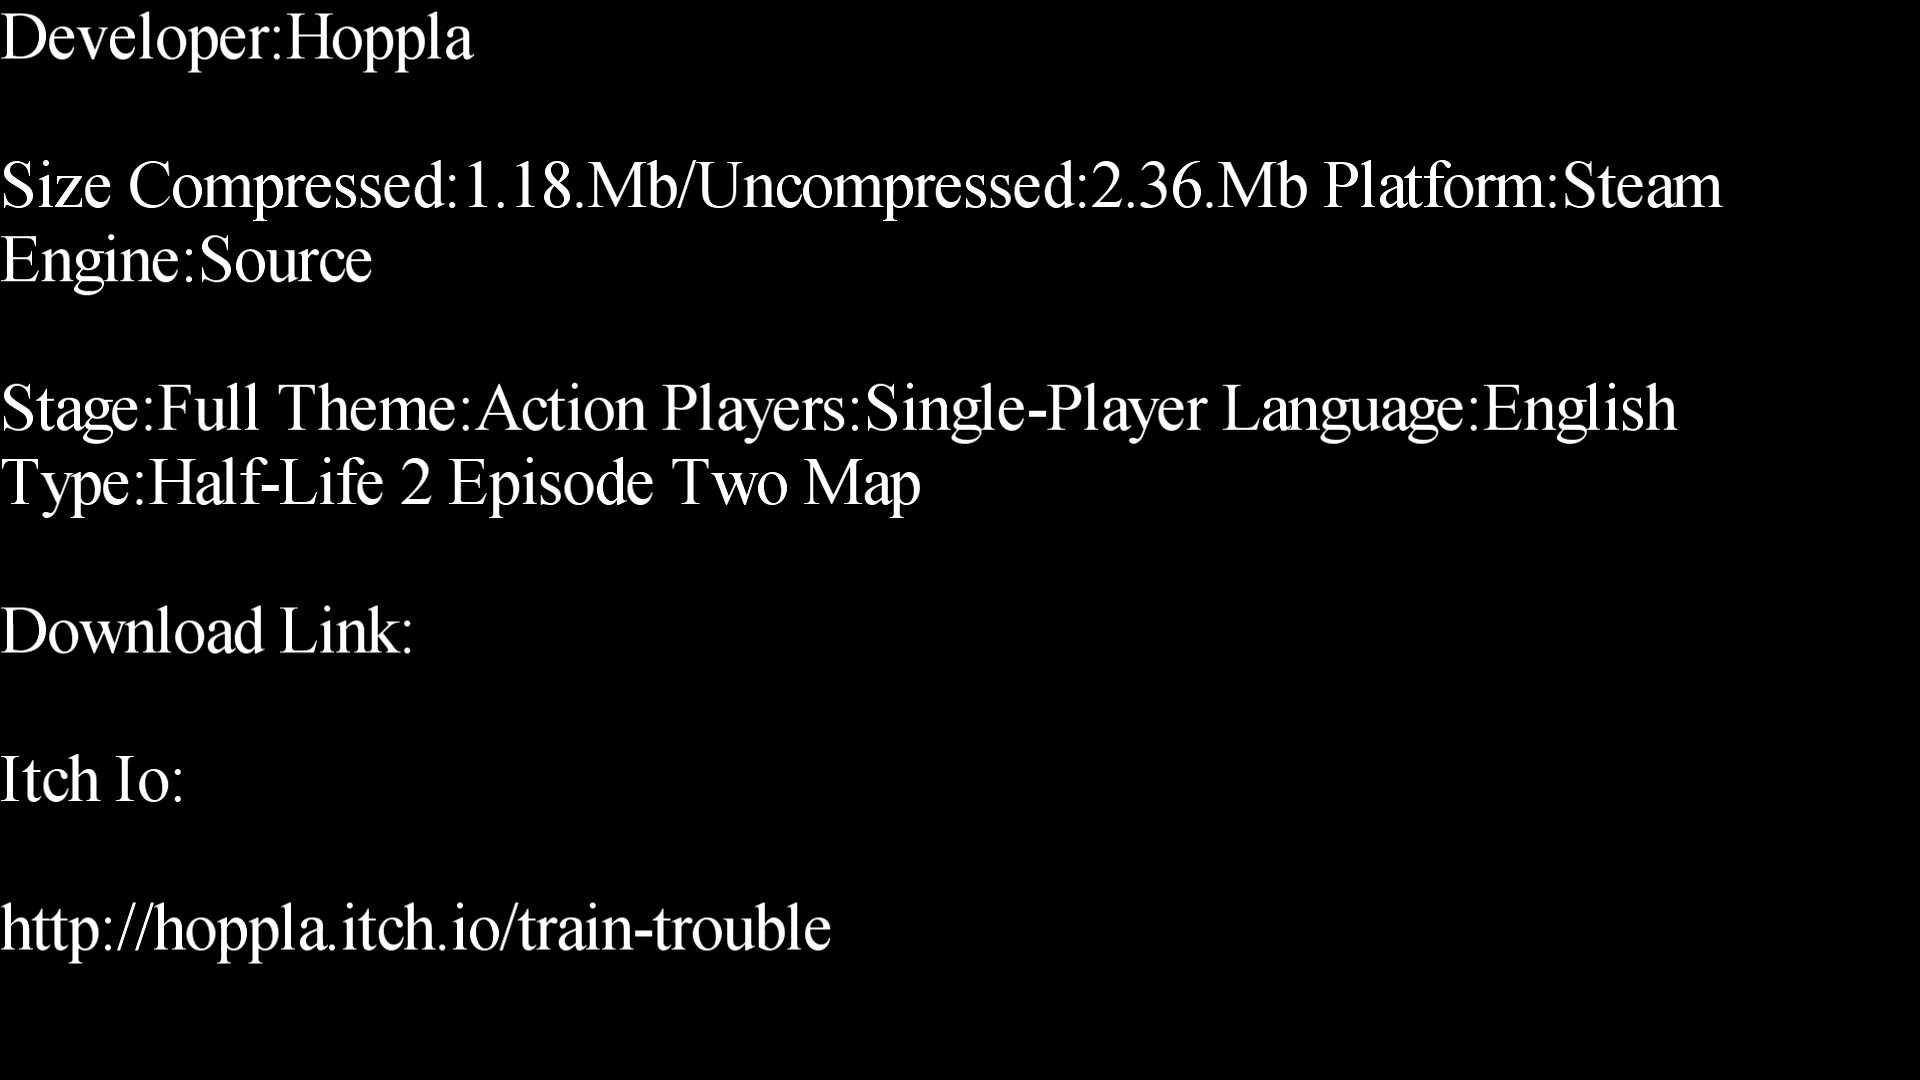 Developer:Hoppla
Size Compressed:1.18.Mb/Uncompressed:2.36.Mb Platform:Steam
Engine:Source
Stage:Full Theme:Action Players:Single-Player Language:English
Type:Half-Life 2 Episode Two Map
Download Link:
Itch Io:
http://hoppla.itch.io/train-trouble